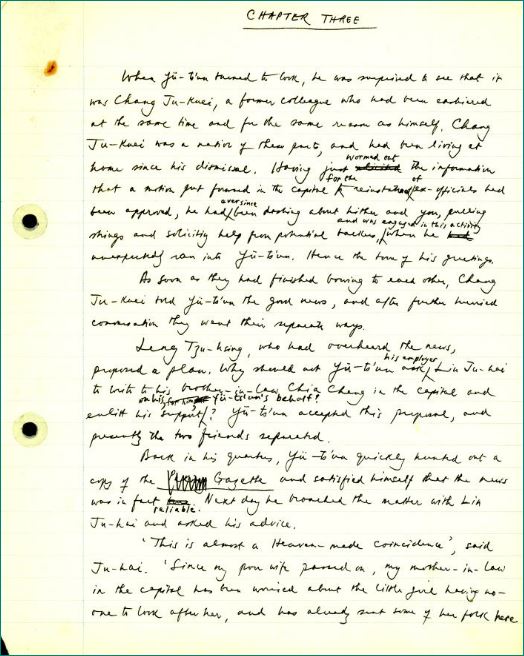 CHAPTER THREE
When Yü-ts'un turned to look, he was surprised to see that it
was Chang Ju-kuei, a former colleague who had been cashiered
at the same time and for the same reason as himself. Chang
Ju-kuei was a native of these parts, and had been living at
home since his dismissal. Having just wormed out the information
that a motion put forward in the capital for the reinstatement of ex-officials had
been approved, he had ever since been dashing about hither and yon, pulling
strings and soliciting help from potential backers, and was engaged in this activity when he
unexpectedly ran into Yü-ts'un. Hence the tone of his greetings.
As soon as they had finished bowing to each other, Chang
Ju-kuei told Yü-ts'un the good news, and after further hurried
conversation they went their separate ways.
Leng Tzu-hsing, who had overheard the news,
proposed a plan. Why should not Yü-ts'un ask his employer, Lin Ju-hai
to write to his brother-in-law Chia Cheng in the capital and
enlist his support on his behalf? Yü-ts'un accepted this proposal, and
presently the two friends separated.
Back in his quarters, Yü-ts'un quickly hunted out a
copy of the Gazette and satisfied himself that the news
was in fact reliable. Next day he broached the matter with Lin
Ju-hai and asked his advice.
'This is almost a Heaven-made coincidence', said
Ju-hai. 'Since my poor wife passed on, my mother-in-law
in the capital has been worried about the little girl having no-
one to look after her, and has already sent some of her folk here